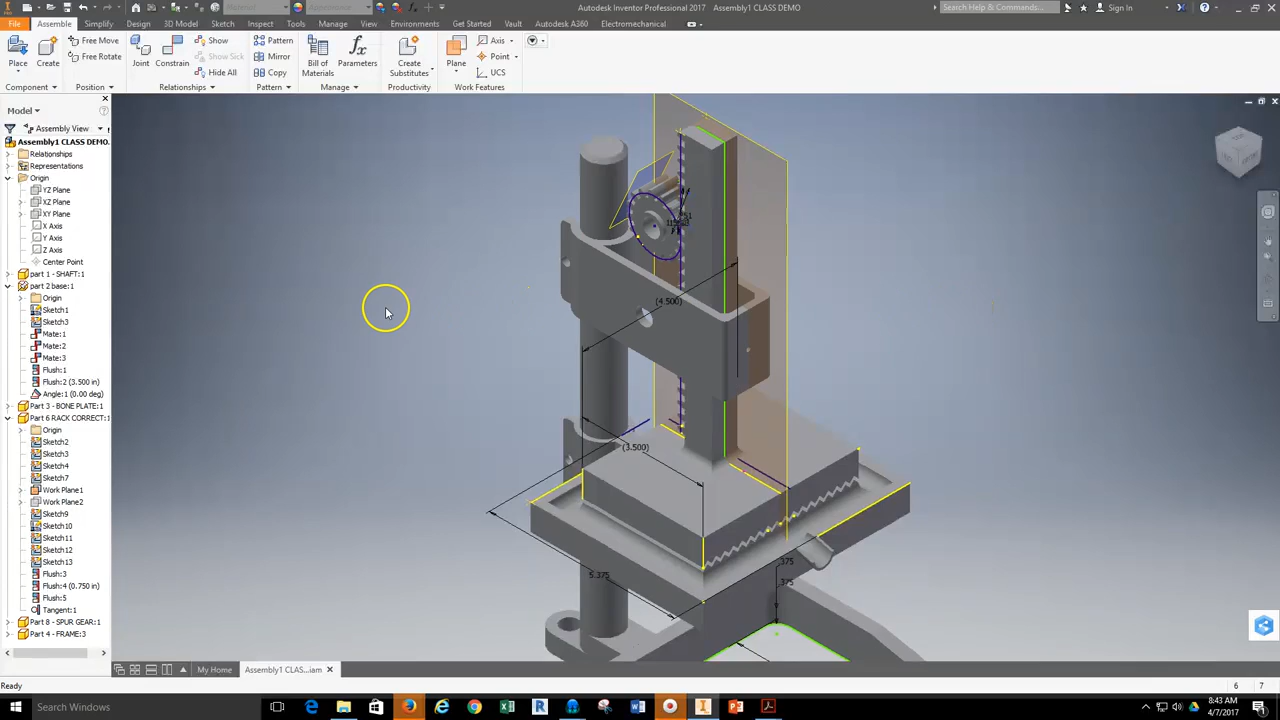 Material
Appearance
Autodesk Inventor Professional 2017   Assembly1 CLASS DEMO
Search Help & Commands...
Sign In
File
Assemble
Simplify
Design
3D Model
Sketch
Inspect
Tools
Manage
View
Environments
Get Started
Vault
Autodesk A360
Electromechanical
Place
Create
Free Move
Free Rotate
Joint
Constrain
Show
Show Sick
Hide All
Pattern
Mirror
Copy
Bill of Materials
Parameters
Create Substitutes
Plane
Axis
Point
UCS
Component
Position
Relationships
Pattern
Manage
Productivity
Work Features
Model
Assembly View
Assembly1 CLASS DEMO.
Relationships
Representations
Origin
YZ Plane
XZ Plane
XY Plane
X Axis
Y Axis
Z Axis
Center Point
part 1 - SHAFT:1
part 2 base:1
Origin
Sketch1
Sketch3
Mate:1
Mate:2
Mate:3
Flush:1
Flush:2 (3.500 in)
Angle:1 (0.00 deg)
Part 3 - BONE PLATE:1
Part 6 RACK CORRECT:1
Origin
Sketch2
Sketch3
Sketch4
Sketch7
Work Plane1
Work Plane2
Sketch9
Sketch10
Sketch11
Sketch12
Sketch13
Flush:3
Flush:4 (0.750 in)
Flush:5
Tangent:1
Part 8 - SPUR GEAR:1
Part 4 - FRAME:3
(4.500)
(3.500)
5.375
.375
.375
My Home
Assembly1 CLAS...iam
Ready
6
7
Search Windows
8:43 AM
4/7/2017